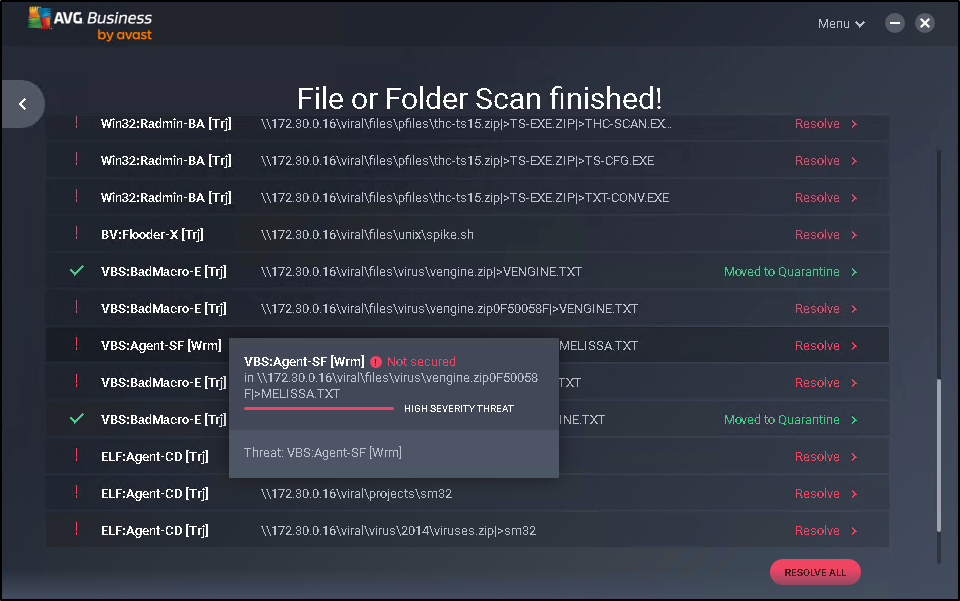 AVG Business
by avast
Menu
File or Folder Scan finished!
Win32:Radmin-BA [Trj] \\172.30.0.16\viral\files\pfiles\thc-ts15.zip|>TS-EXE.ZIP|>THC-SCAN.EX... Resolve
Win32:Radmin-BA [Trj] \\172.30.0.16\viral\files\pfiles\thc-ts15.zip|>TS-EXE.ZIP|>TS-CFG.EXE Resolve
Win32:Radmin-BA [Trj] \\172.30.0.16\viral\files\pfiles\thc-ts15.zip|>TS-EXE.ZIP|>TXT-CONV.EXE Resolve
BV:Flooder-X [Trj] \\172.30.0.16\viral\files\unix\spike.sh Resolve
VBS:BadMacro-E [Trj] \\172.30.0.16\viral\files\virus\vengine.zip|>VENGINE.TXT Moved to Quarantine
VBS:BadMacro-E [Trj] \\172.30.0.16\viral\files\virus\vengine.zip0F50058F|>VENGINE.TXT Resolve
VBS:Agent-SF [Wrm] MELISSA.TXT Resolve
VBS:Agent-SF [Wrm] Not secured
in \\172.30.0.16\viral\files\virus\vengine.zip0F50058
F|>MELISSA.TXT
HIGH SEVERITY THREAT
Threat: VBS:Agent-SF [Wrm]
VBS:BadMacro-E [Trj] TXT Resolve
VBS:BadMacro-E [Trj] INE.TXT Moved to Quarantine
ELF:Agent-CD [Trj] Resolve
ELF:Agent-CD [Trj] \\172.30.0.16\viral\projects\sm32 Resolve
ELF:Agent-CD [Trj] \\172.30.0.16\viral\virus\2014\viruses.zip|>sm32 Resolve
RESOLVE ALL